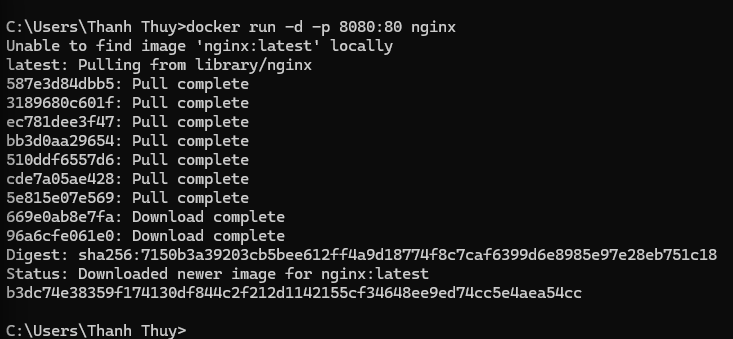 C:\Users\Thanh Thuy>docker run -d -p 8080:80 nginx
Unable to find image 'nginx:latest' locally
latest: Pulling from library/nginx
587e3d84dbb5: Pull complete
3189680c601f: Pull complete
ec781dee3f47: Pull complete
bb3d0aa29654: Pull complete
510ddf6557d6: Pull complete
cde7a05ae428: Pull complete
5e815e07e569: Pull complete
669e0ab8e7fa: Download complete
96a6cfe061e0: Download complete
Digest: sha256:7150b3a39203cb5bee612ff4a9d18774f8c7caf6399d6e8985e97e28eb751c18
Status: Downloaded newer image for nginx:latest
b3dc74e38359f174130df844c2f212d1142155cf34648ee9ed74cc5e4aea54cc
C:\Users\Thanh Thuy>